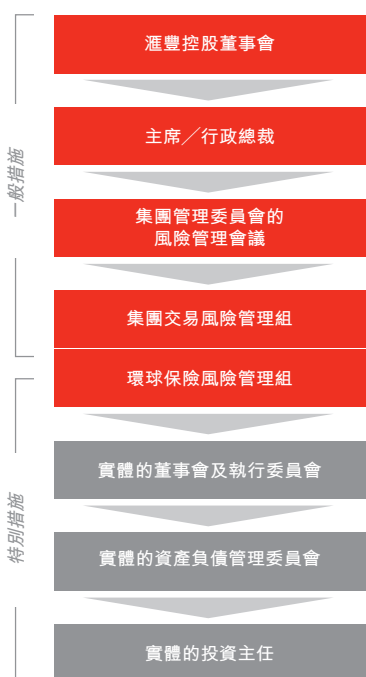 滙豐控股董事會
主席／行政總裁
集團管理委員會的
風險管理會議
集團交易風險管理組
一般措施
環球保險風險管理組
實體的董事會及執行委員會
實體的資產負債管理委員會
實體的投資主任
特別措施